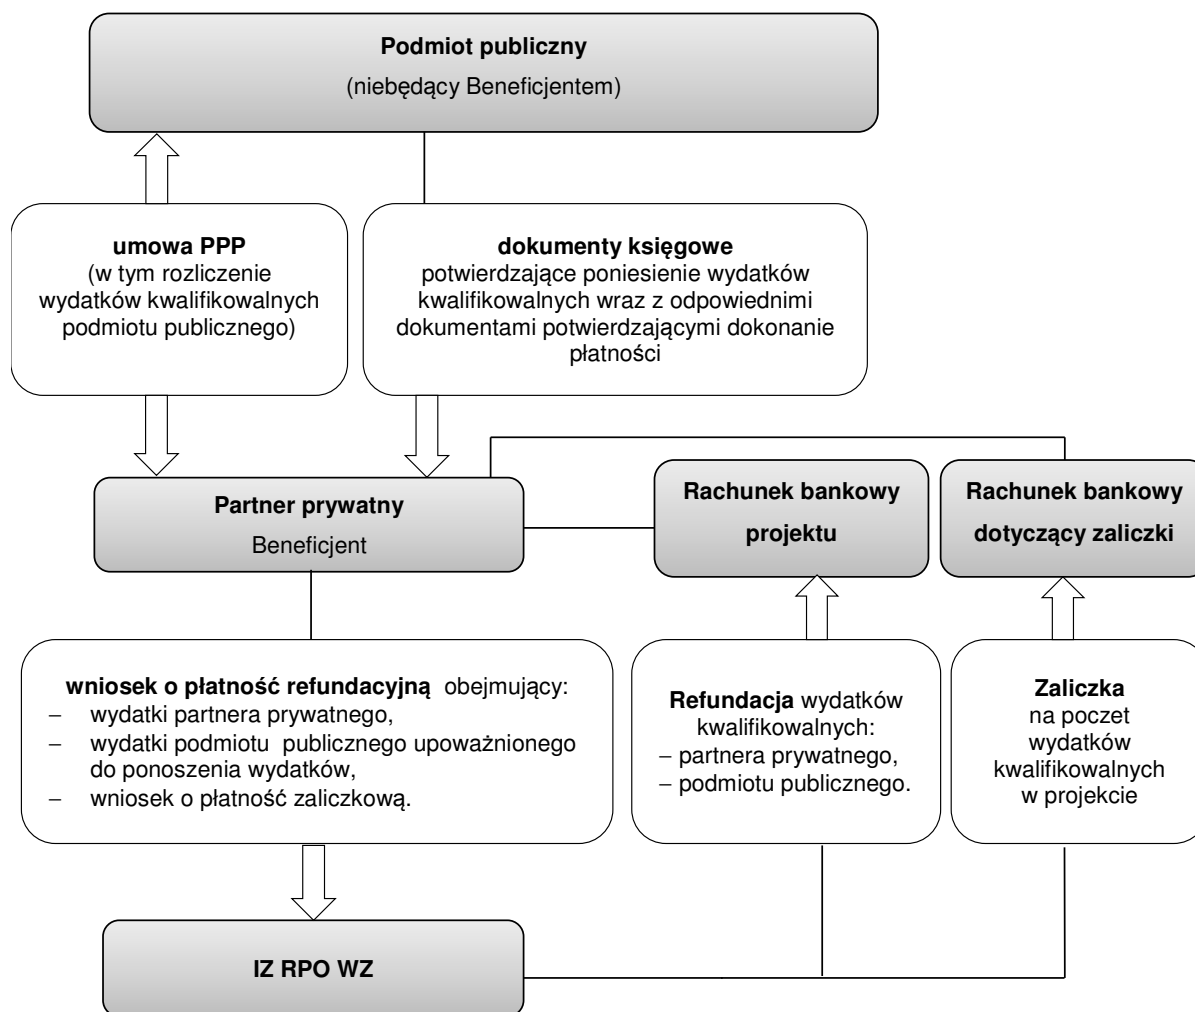 Podmiot publiczny
(niebędący Beneficjentem)
umowa PPP
(w tym rozliczenie
wydatków kwalifikowalnych
podmiotu publicznego)
dokumenty księgowe
potwierdzające poniesienie wydatków
kwalifikowalnych wraz z odpowiednimi
dokumentami potwierdzającymi dokonanie
płatności
Partner prywatny
Beneficjent
Rachunek bankowy
projektu
Rachunek bankowy
dotyczący zaliczki
wniosek o płatność refundacyjną obejmujący:
– wydatki partnera prywatnego,
– wydatki podmiotu publicznego upoważnionego
do ponoszenia wydatków,
– wniosek o płatność zaliczkową.
Refundacja wydatków
kwalifikowalnych:
– partnera prywatnego,
– podmiotu publicznego.
Zaliczka
na poczet
wydatków
kwalifikowalnych
w projekcie
IZ RPO WZ